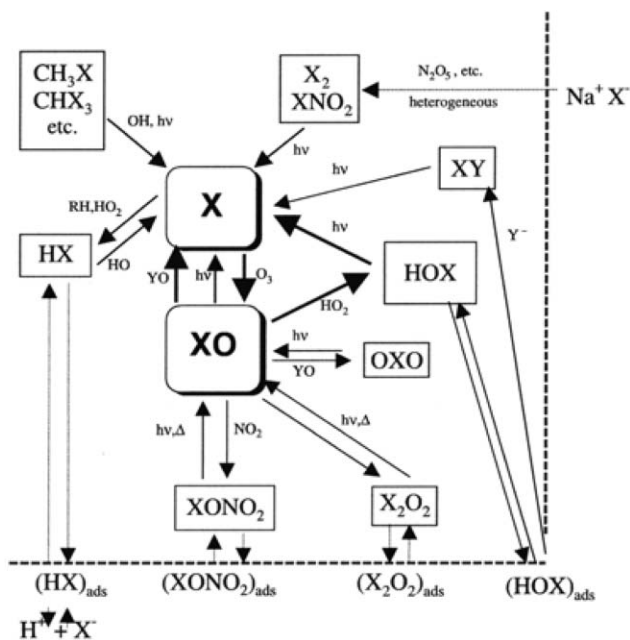 CH₃X
CHX₃
etc.
X₂
XNO₂
N₂O₅, etc.
heterogeneous
Na⁺ X⁻
OH, hν
hν
X
hν
XY
RH,HO₂
HX
HO
YO
hν
O₃
hν
HOX
Y⁻
HO₂
XO
hν
YO
OXO
hν,Δ
NO₂
hν,Δ
XONO₂
X₂O₂
(HX)ads
(XONO₂)ads
(X₂O₂)ads
(HOX)ads
H⁺ + X⁻